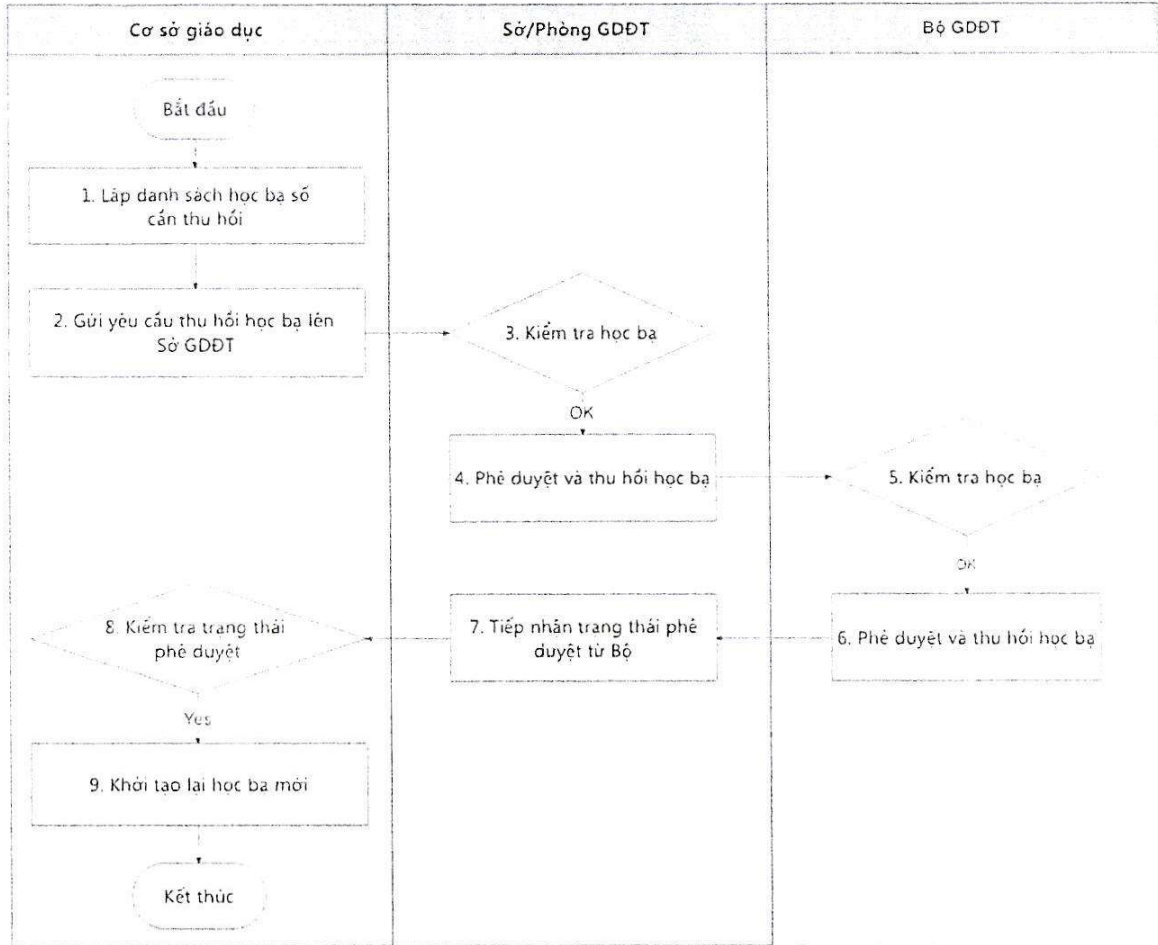 Cơ sở giáo dục
Sở/Phòng GDĐT
Bộ GDĐT
Bắt đầu
1. Lập danh sách học bạ số
cần thu hồi
2. Gửi yêu cầu thu hồi học bạ lên
Sở GDĐT
3. Kiểm tra học bạ
OK
4. Phê duyệt và thu hồi học bạ
5. Kiểm tra học bạ
OK
6. Phê duyệt và thu hồi học bạ
7. Tiếp nhận trạng thái phê
duyệt từ Bộ
8. Kiểm tra trạng thái
phê duyệt
Yes
9. Khởi tạo lại học bạ mới
Kết thúc